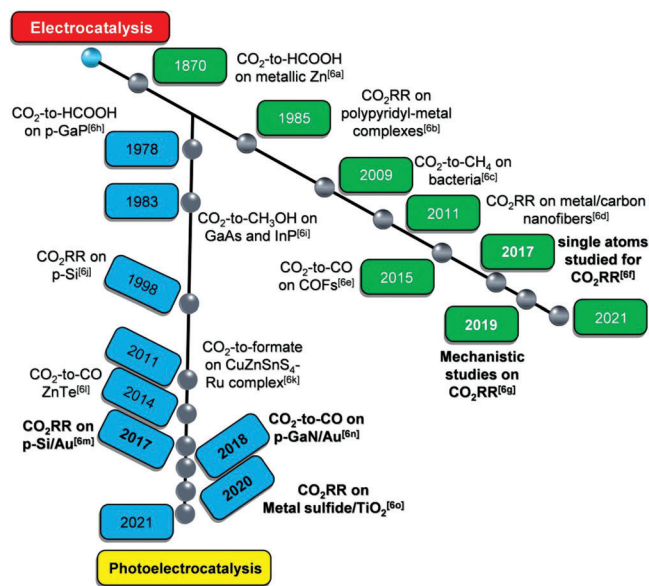 Electrocatalysis
1870
CO₂-to-HCOOH
on metallic Zn[6a]
1985
CO₂RR on
polypyridyl-metal
complexes[6b]
2009
CO₂-to-CH₄ on
bacteria[6c]
2011
CO₂RR on metal/carbon
nanofibers[6d]
CO₂-to-CO
on COFs[6e]
2015
2017
single atoms
studied for
CO₂RR[6f]
2019
Mechanistic
studies on
CO₂RR[6g]
2021
CO₂-to-HCOOH
on p-GaP[6h]
1978
1983
CO₂-to-CH₃OH on
GaAs and InP[6i]
CO₂RR on
p-Si[6j]
1998
2011
CO₂-to-formate
on CuZnSnS₄-
Ru complex[6k]
CO₂-to-CO
ZnTe[6l]
2014
CO₂RR on
p-Si/Au[6m]
2017
2018
CO₂-to-CO on
p-GaN/Au[6n]
2020
CO₂RR on
Metal sulfide/TiO₂[6o]
2021
Photoelectrocatalysis